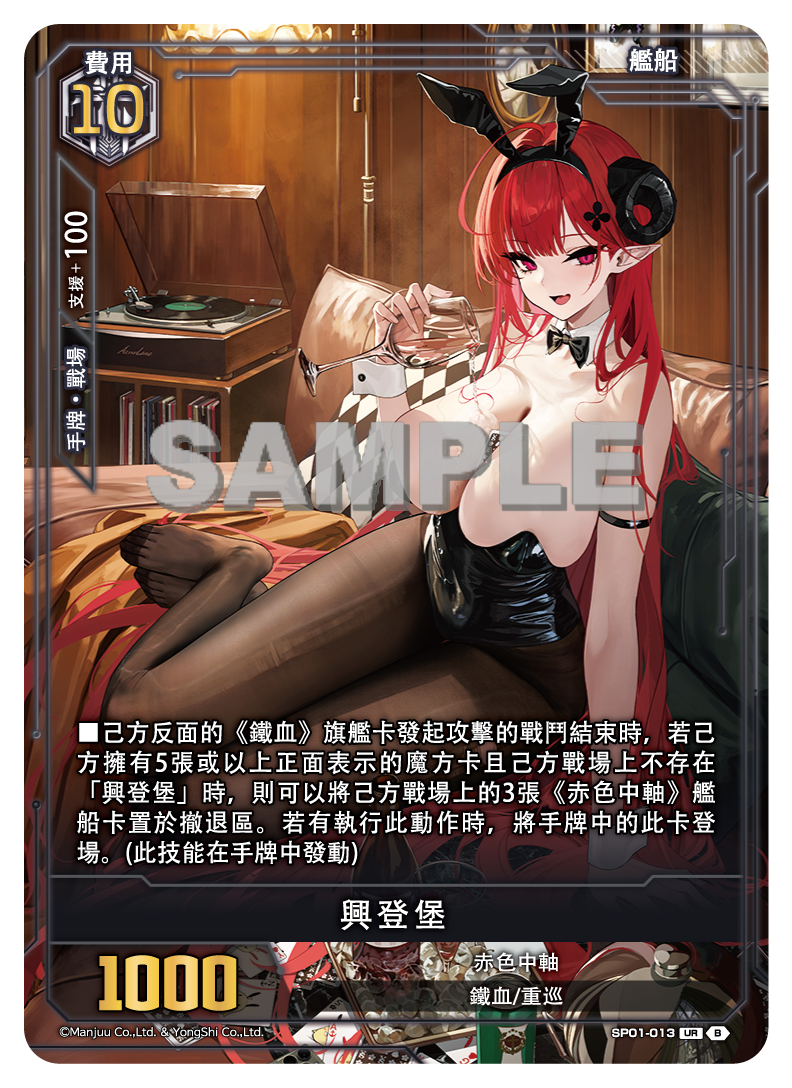 費用
10
艦船
支援+100
手牌・戰場
SAMPLE
■己方反面的《鐵血》旗艦卡發起攻擊的戰鬥結束時，若己
方擁有5張或以上正面表示的魔方卡且己方戰場上不存在
「興登堡」時，則可以將己方戰場上的3張《赤色中軸》艦
船卡置於撤退區。若有執行此動作時，將手牌中的此卡登
場。(此技能在手牌中發動)
興登堡
1000
赤色中軸
鐵血/重巡
©Manjuu Co.,Ltd. & YongShi Co.,Ltd.
SP01-013 UR B